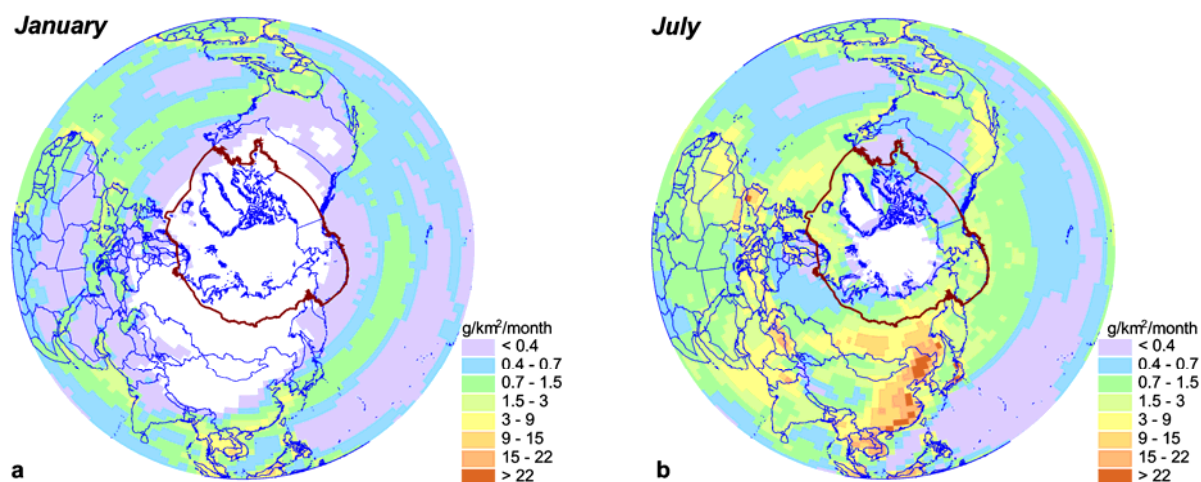 January
g/km²/month
< 0.4
0.4 - 0.7
0.7 - 1.5
1.5 - 3
3 - 9
9 - 15
15 - 22
> 22
a
July
g/km²/month
< 0.4
0.4 - 0.7
0.7 - 1.5
1.5 - 3
3 - 9
9 - 15
15 - 22
> 22
b